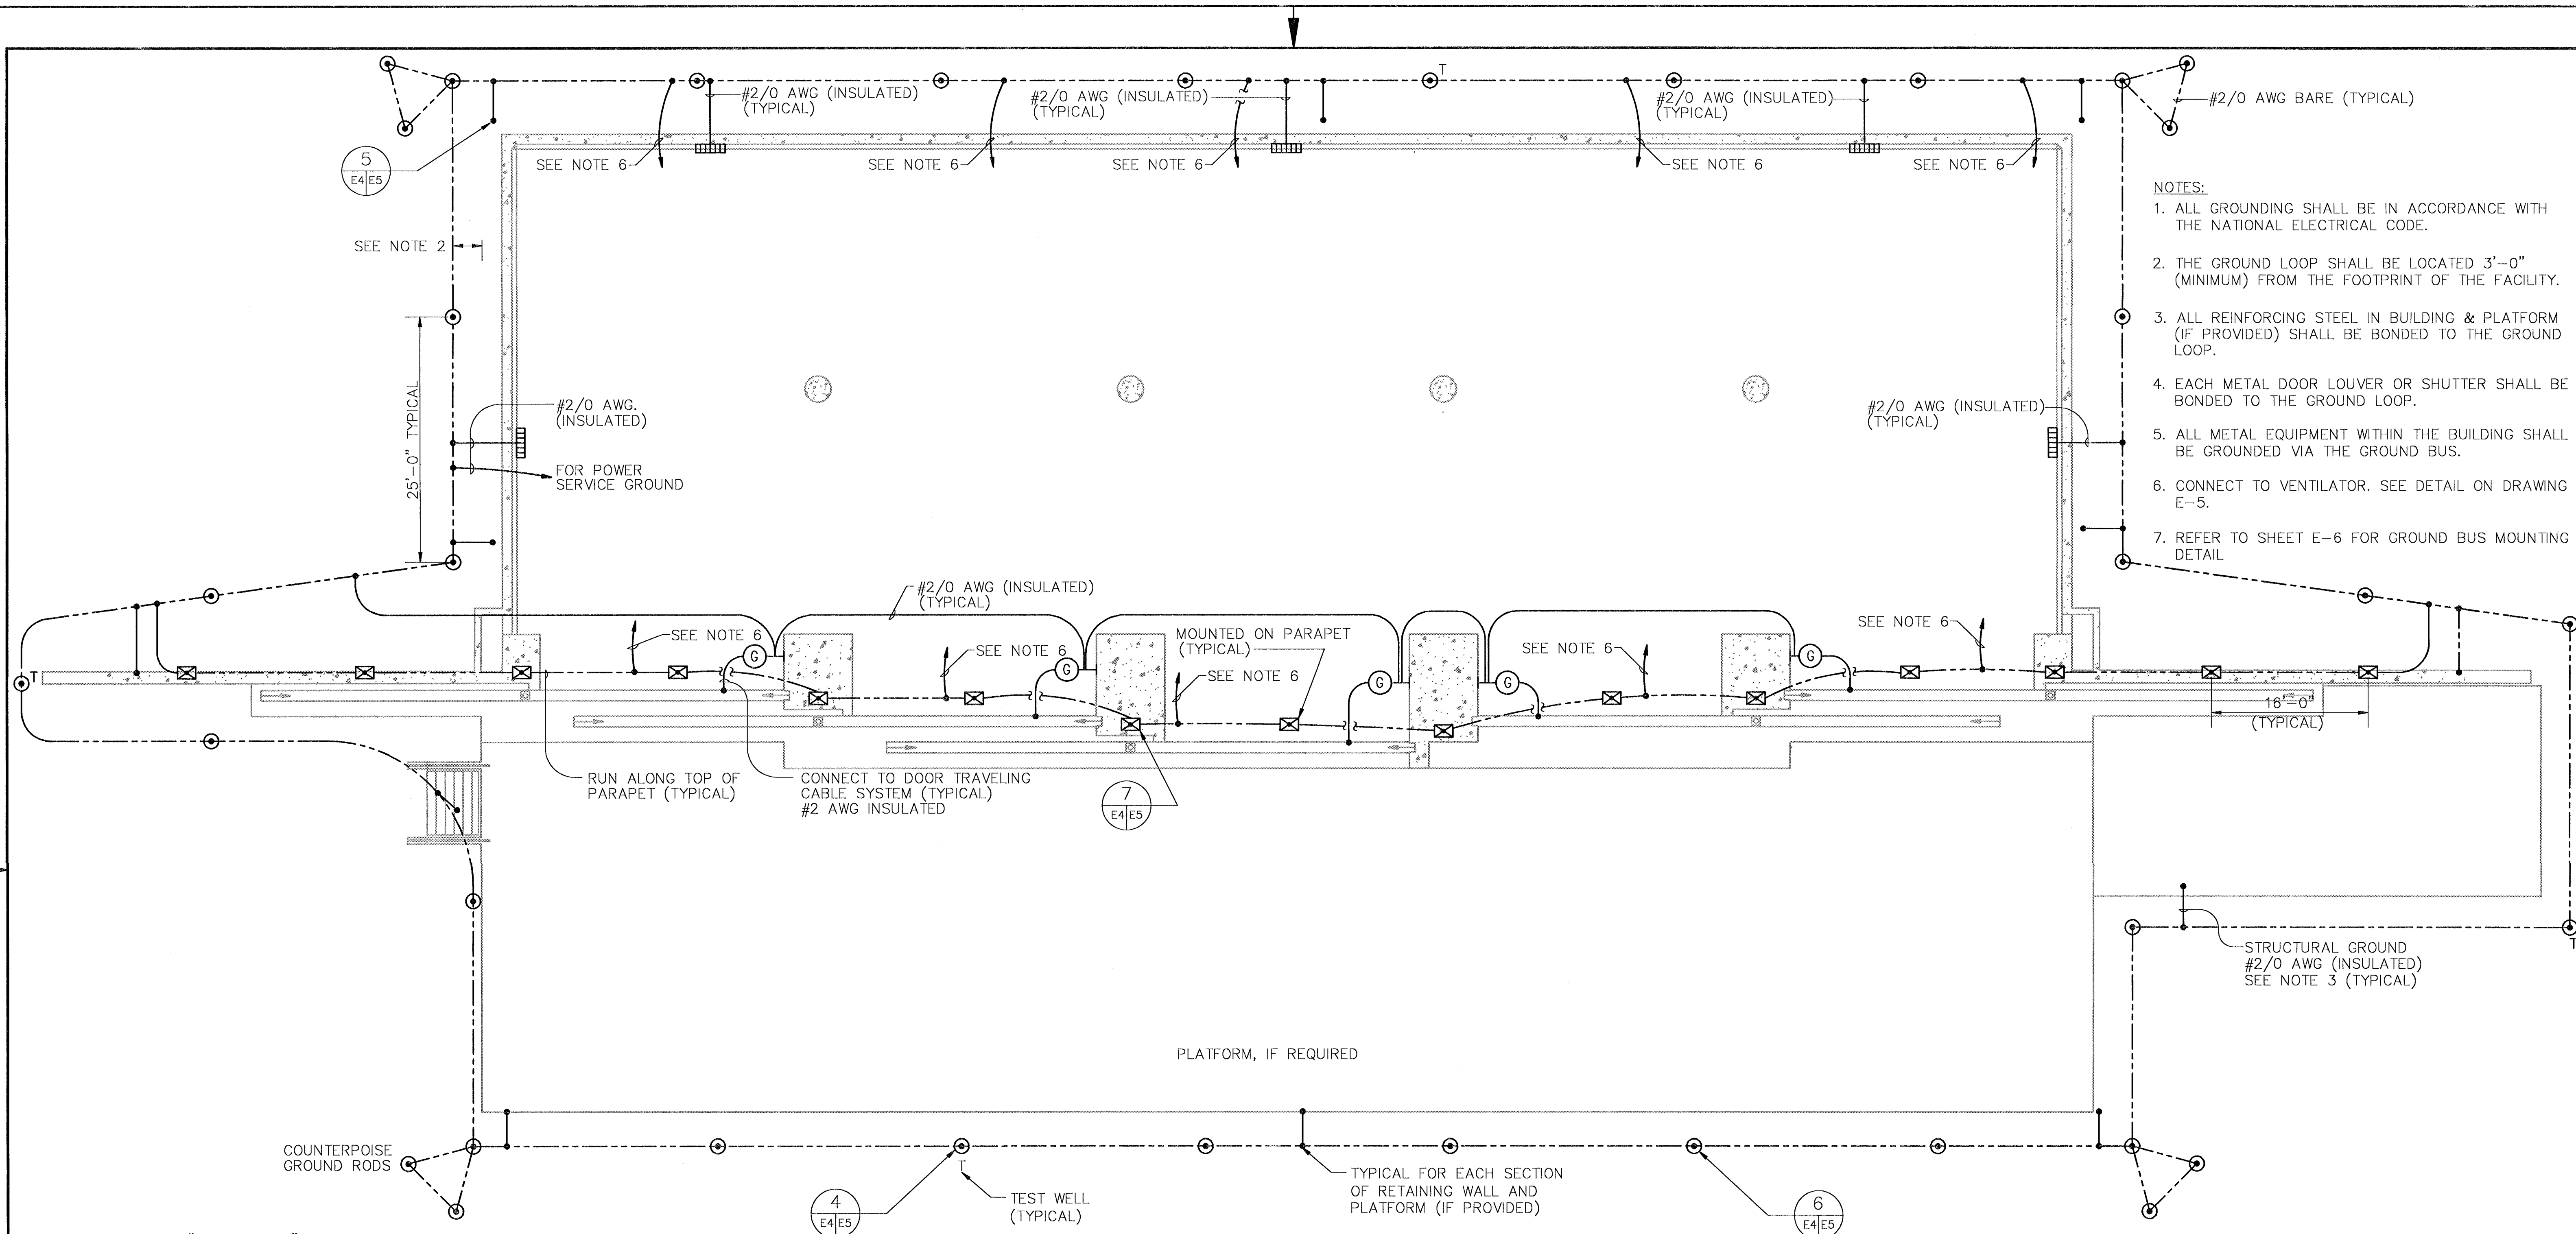 T
#2/0 AWG (INSULATED)
(TYPICAL)
#2/0 AWG (INSULATED)
(TYPICAL)
#2/0 AWG (INSULATED)
(TYPICAL)
#2/0 AWG BARE (TYPICAL)
5
E4 E5
SEE NOTE 6
SEE NOTE 6
SEE NOTE 6
SEE NOTE 6
SEE NOTE 6
NOTES:
1. ALL GROUNDING SHALL BE IN ACCORDANCE WITH
THE NATIONAL ELECTRICAL CODE.
2. THE GROUND LOOP SHALL BE LOCATED 3'-0"
(MINIMUM) FROM THE FOOTPRINT OF THE FACILITY.
3. ALL REINFORCING STEEL IN BUILDING & PLATFORM
(IF PROVIDED) SHALL BE BONDED TO THE GROUND
LOOP.
4. EACH METAL DOOR LOUVER OR SHUTTER SHALL BE
BONDED TO THE GROUND LOOP.
5. ALL METAL EQUIPMENT WITHIN THE BUILDING SHALL
BE GROUNDED VIA THE GROUND BUS.
6. CONNECT TO VENTILATOR. SEE DETAIL ON DRAWING
E-5.
7. REFER TO SHEET E-6 FOR GROUND BUS MOUNTING
DETAIL
SEE NOTE 2
25'-0" TYPICAL
#2/0 AWG.
(INSULATED)
FOR POWER
SERVICE GROUND
#2/0 AWG (INSULATED)
(TYPICAL)
#2/0 AWG (INSULATED)
(TYPICAL)
SEE NOTE 6
SEE NOTE 6
MOUNTED ON PARAPET
(TYPICAL)
SEE NOTE 6
SEE NOTE 6
SEE NOTE 6
G
G
G
G
G
T
16'-0"
(TYPICAL)
RUN ALONG TOP OF
PARAPET (TYPICAL)
CONNECT TO DOOR TRAVELING
CABLE SYSTEM (TYPICAL)
#2 AWG INSULATED
7
E4 E5
STRUCTURAL GROUND
#2/0 AWG (INSULATED)
SEE NOTE 3 (TYPICAL)
T
PLATFORM, IF REQUIRED
COUNTERPOISE
GROUND RODS
4
E4 E5
T
TEST WELL
(TYPICAL)
TYPICAL FOR EACH SECTION
OF RETAINING WALL AND
PLATFORM (IF PROVIDED)
6
E4 E5